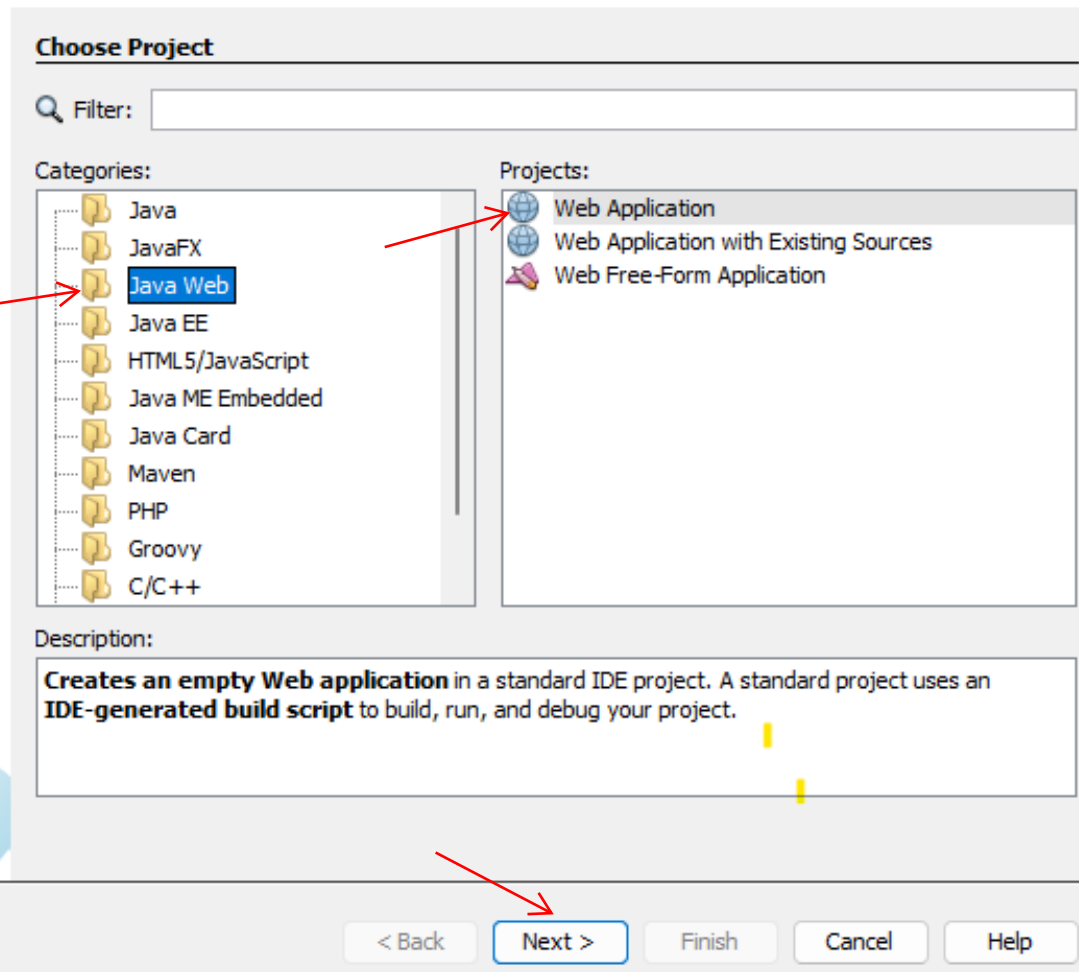 Choose Project
Filter:
Categories:
Java
JavaFX
Java Web
Java EE
HTML5/JavaScript
Java ME Embedded
Java Card
Maven
PHP
Groovy
C/C++
Projects:
Web Application
Web Application with Existing Sources
Web Free-Form Application
Description:
Creates an empty Web application in a standard IDE project. A standard project uses an
IDE-generated build script to build, run, and debug your project.
< Back Next > Finish Cancel Help